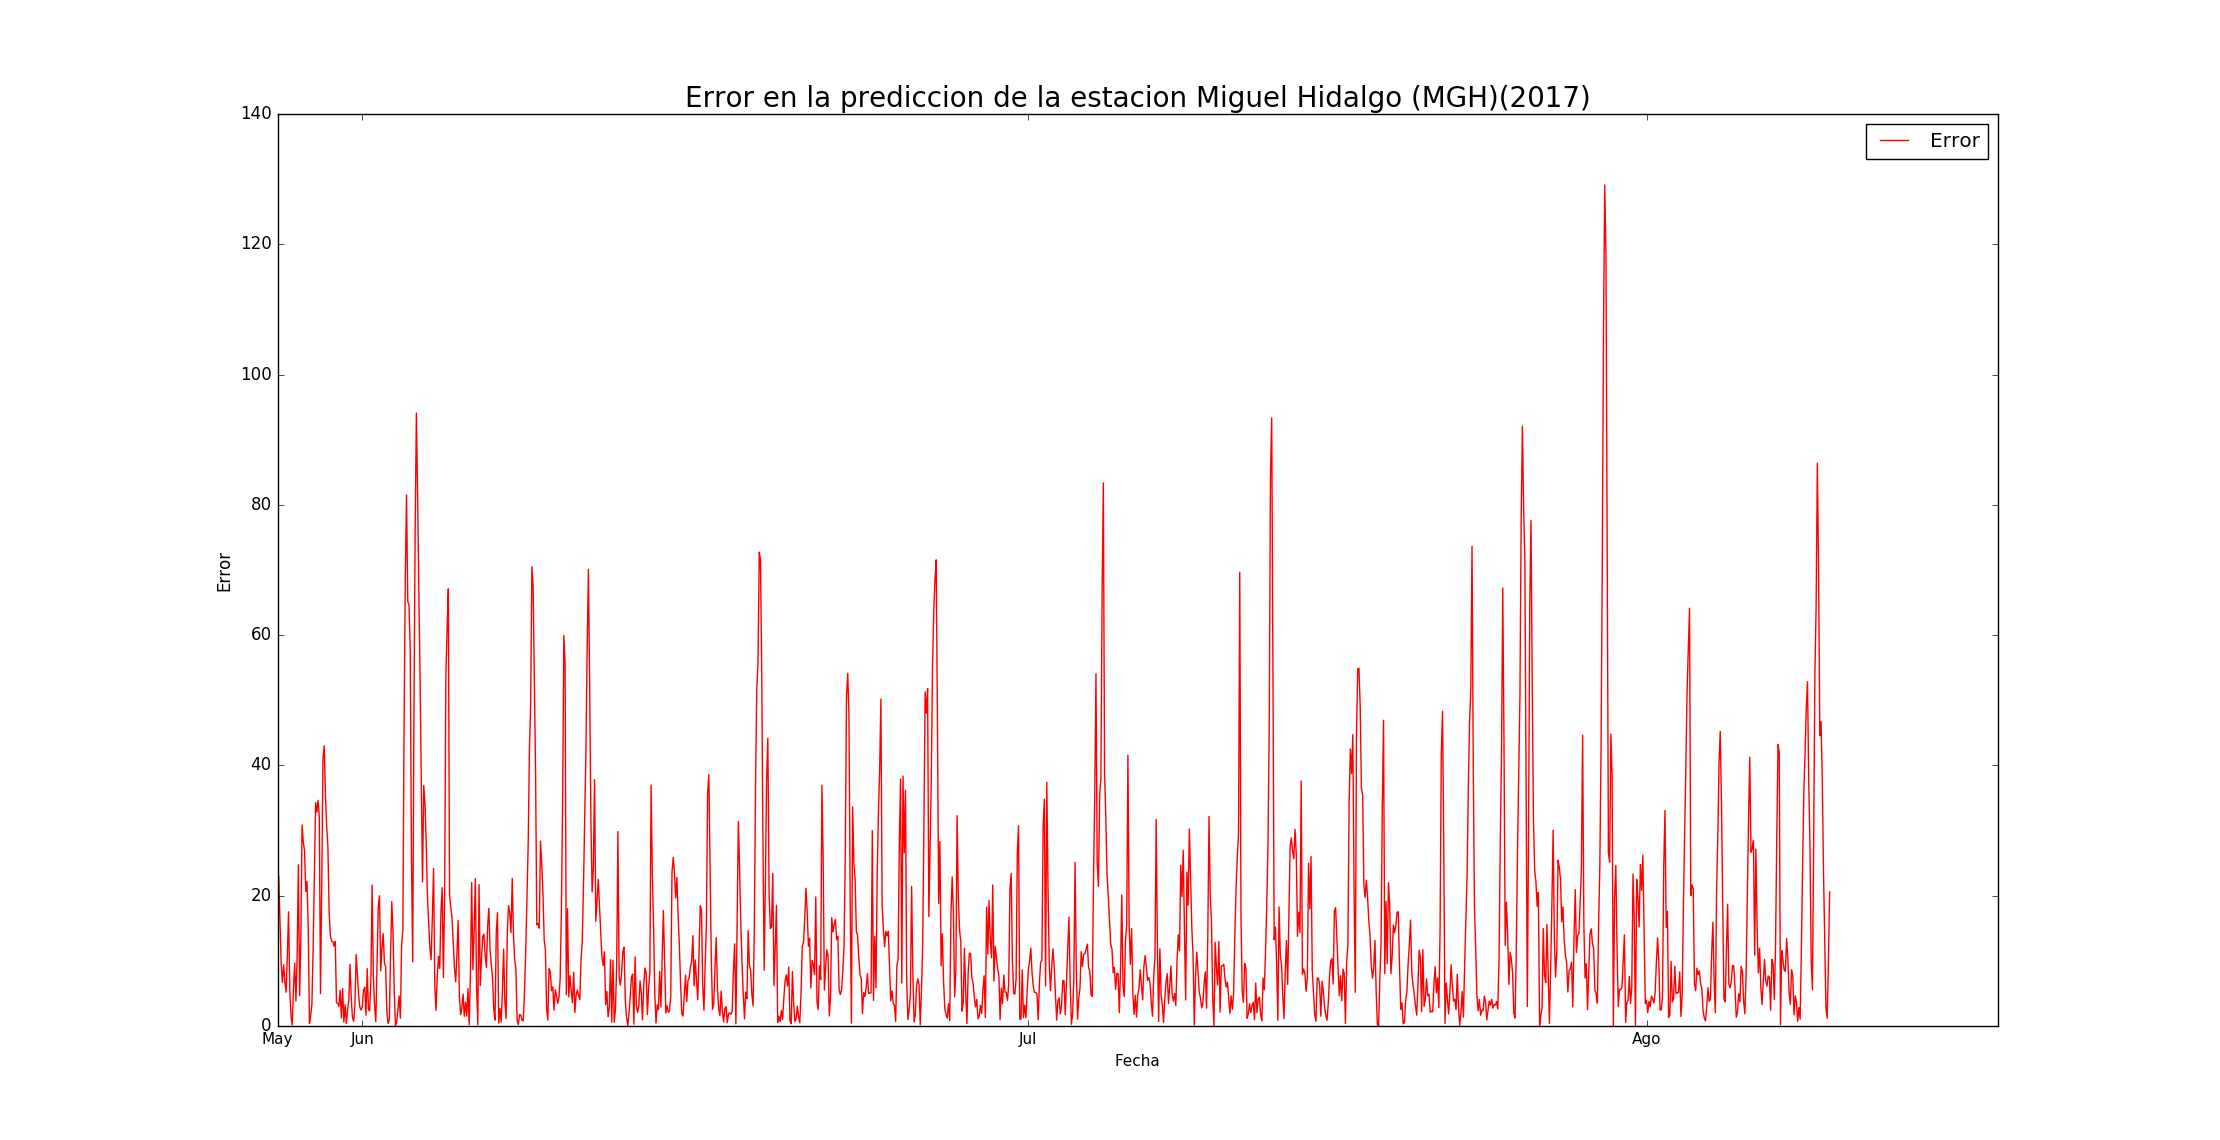 Error en la prediccion de la estacion Miguel Hidalgo (MGH)(2017)
140
120
100
80
60
40
20
0
Error
Error
May Jun Jul Ago
Fecha